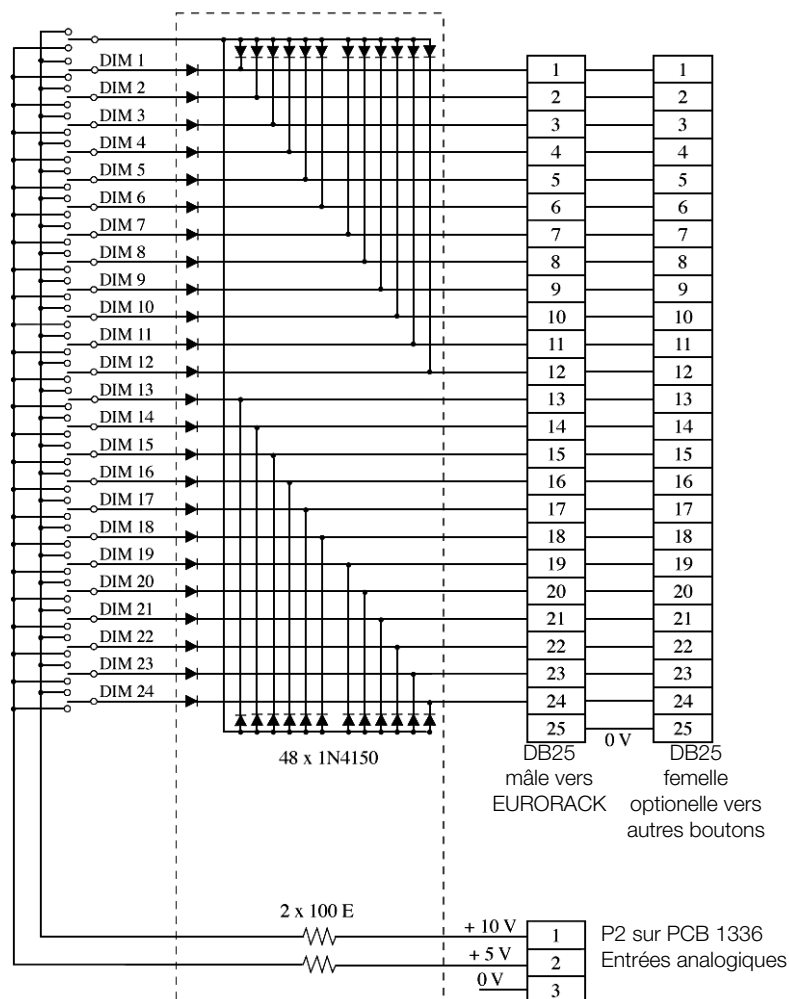 DIM 1
DIM 2
DIM 3
DIM 4
DIM 5
DIM 6
DIM 7
DIM 8
DIM 9
DIM 10
DIM 11
DIM 12
DIM 13
DIM 14
DIM 15
DIM 16
DIM 17
DIM 18
DIM 19
DIM 20
DIM 21
DIM 22
DIM 23
DIM 24
48 x 1N4150
1 1
2 2
3 3
4 4
5 5
6 6
7 7
8 8
9 9
10 10
11 11
12 12
13 13
14 14
15 15
16 16
17 17
18 18
19 19
20 20
21 21
22 22
23 23
24 24
25 0 V 25
DB25
mâle vers
EURORACK
DB25
femelle
optionelle vers
autres boutons
2 x 100 E
+ 10 V 1
+ 5 V 2
0 V 3
P2 sur PCB 1336
Entrées analogiques